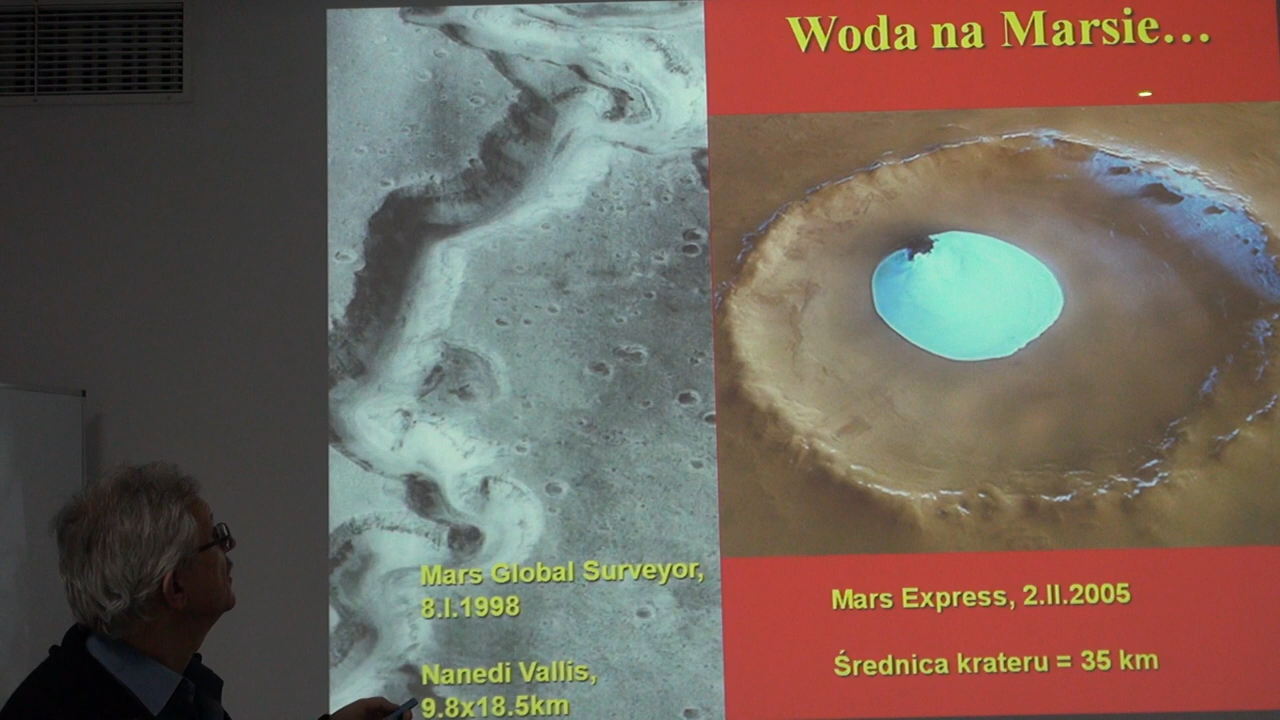 Woda na Marsie...
Mars Global Surveyor,
8.I.1998
Nanedi Vallis,
9.8x18.5km
Mars Express, 2.II.2005
Średnica krateru = 35 km